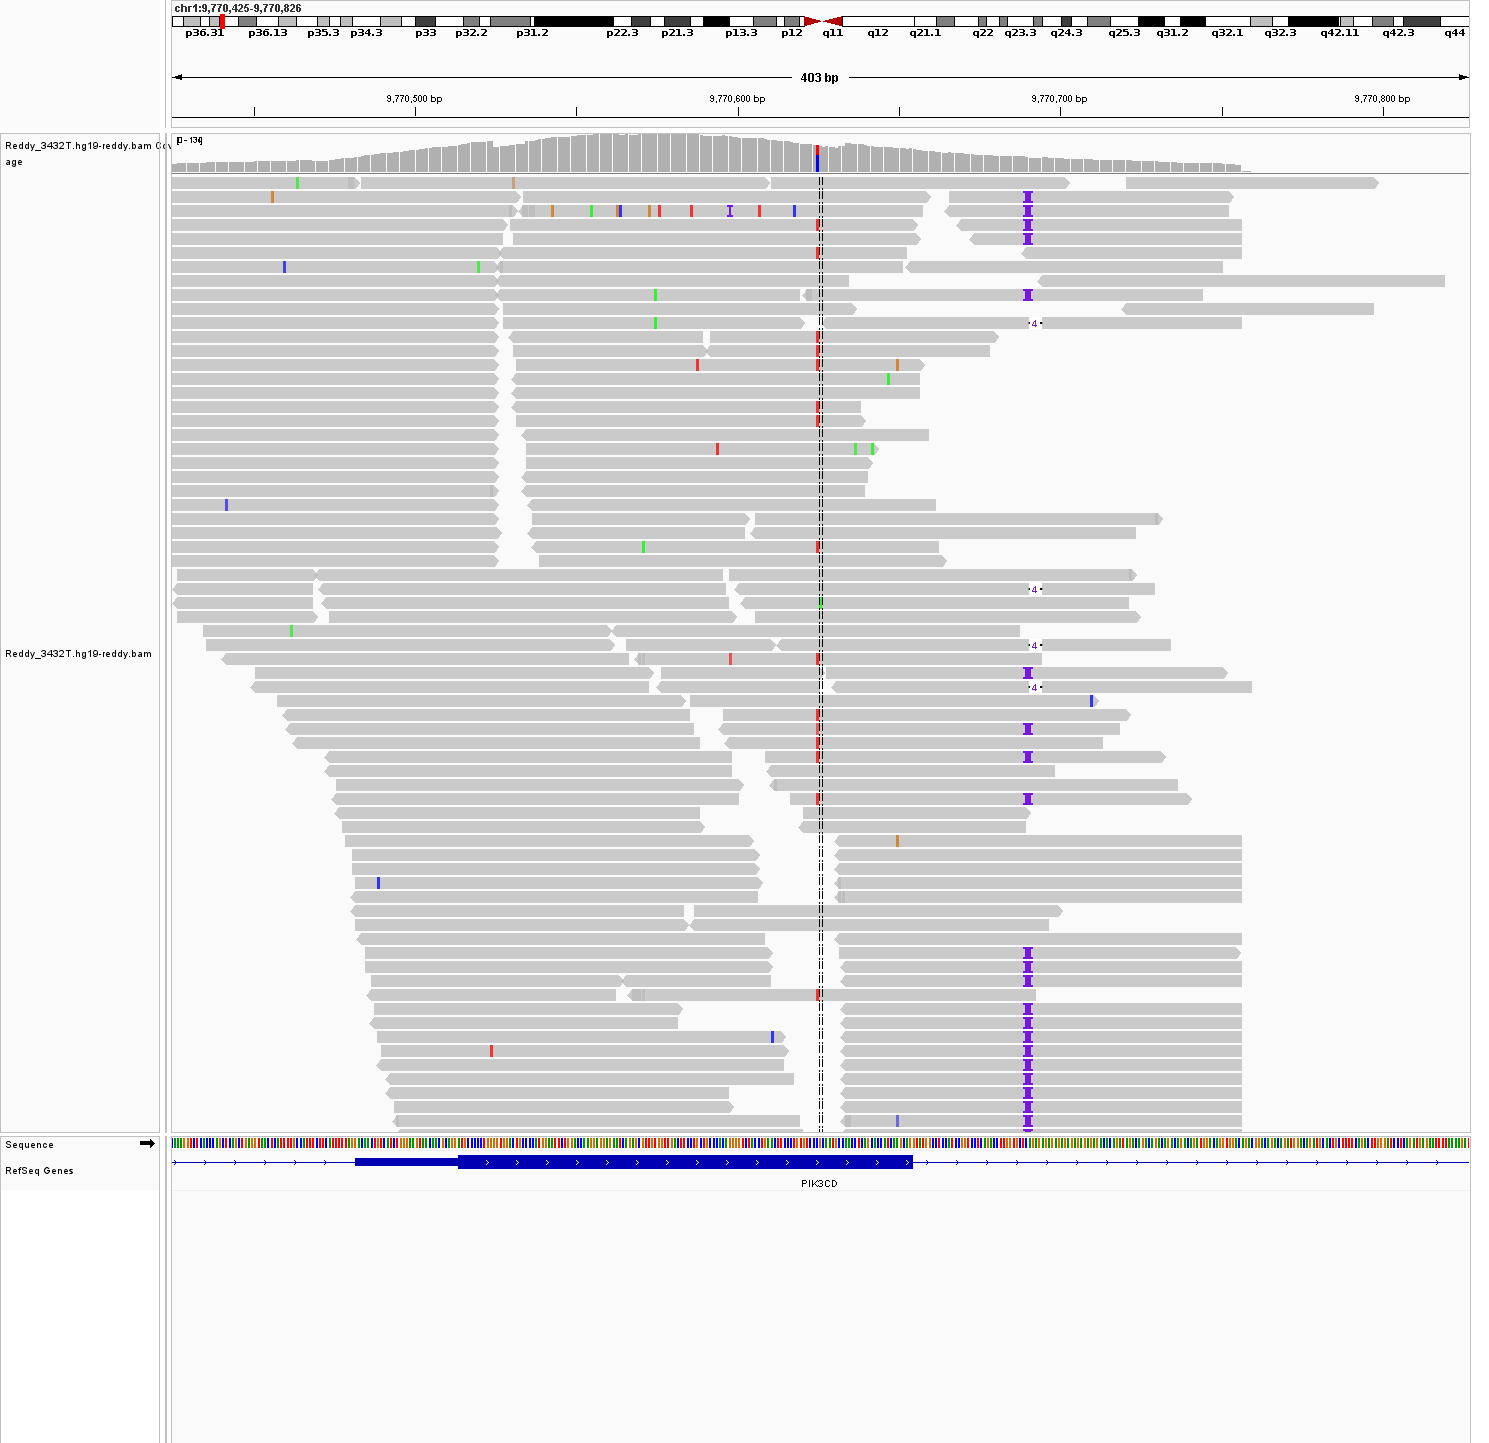 chr1:9,770,425-9,770,826
p36.31 p36.13 p35.3 p34.3 p33 p32.2 p31.2 p22.3 p21.3 p13.3 p12 q11 q12 q21.1 q22 q23.3 q24.3 q25.3 q31.2 q32.1 q32.3 q42.11 q42.3 q44
403 bp
9,770,500 bp 9,770,600 bp 9,770,700 bp 9,770,800 bp
[0 - 134]
Reddy_3432T.hg19-reddy.bam Cov
age
4
4
4
Reddy_3432T.hg19-reddy.bam
4
Sequence
RefSeq Genes
PIK3CD